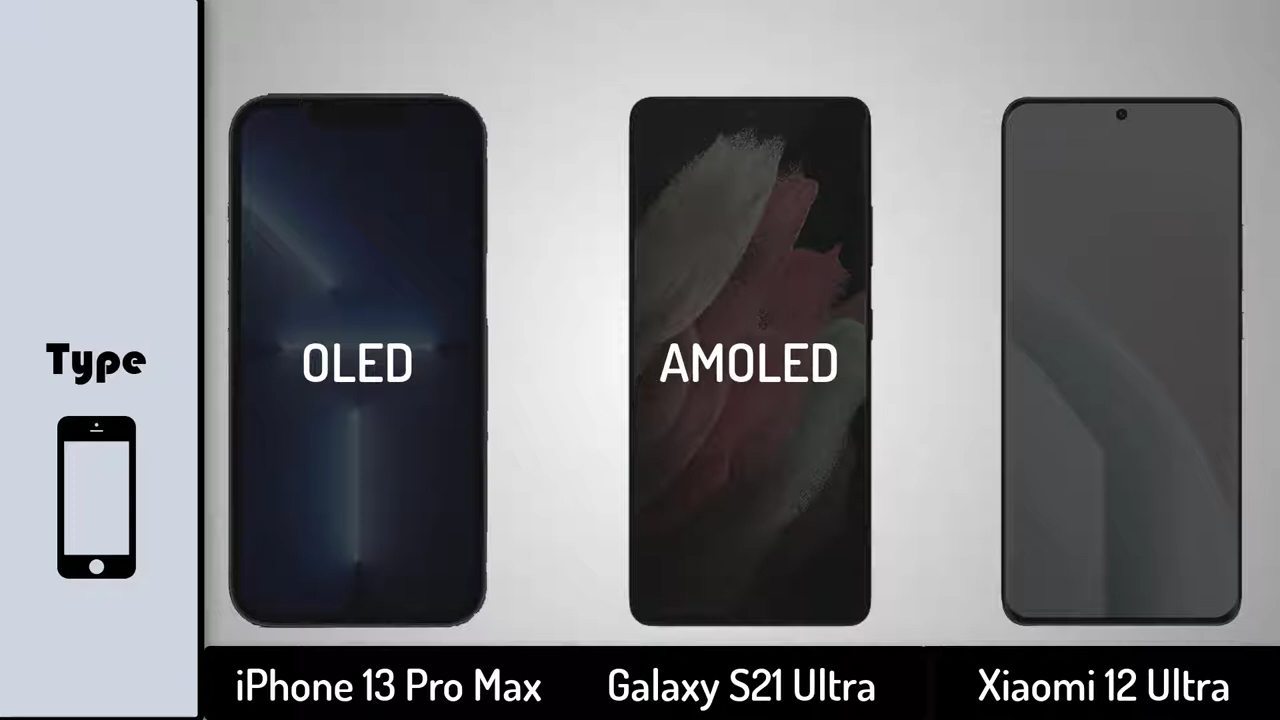 Type
OLED
AMOLED
iPhone 13 Pro Max
Galaxy S21 Ultra
Xiaomi 12 Ultra